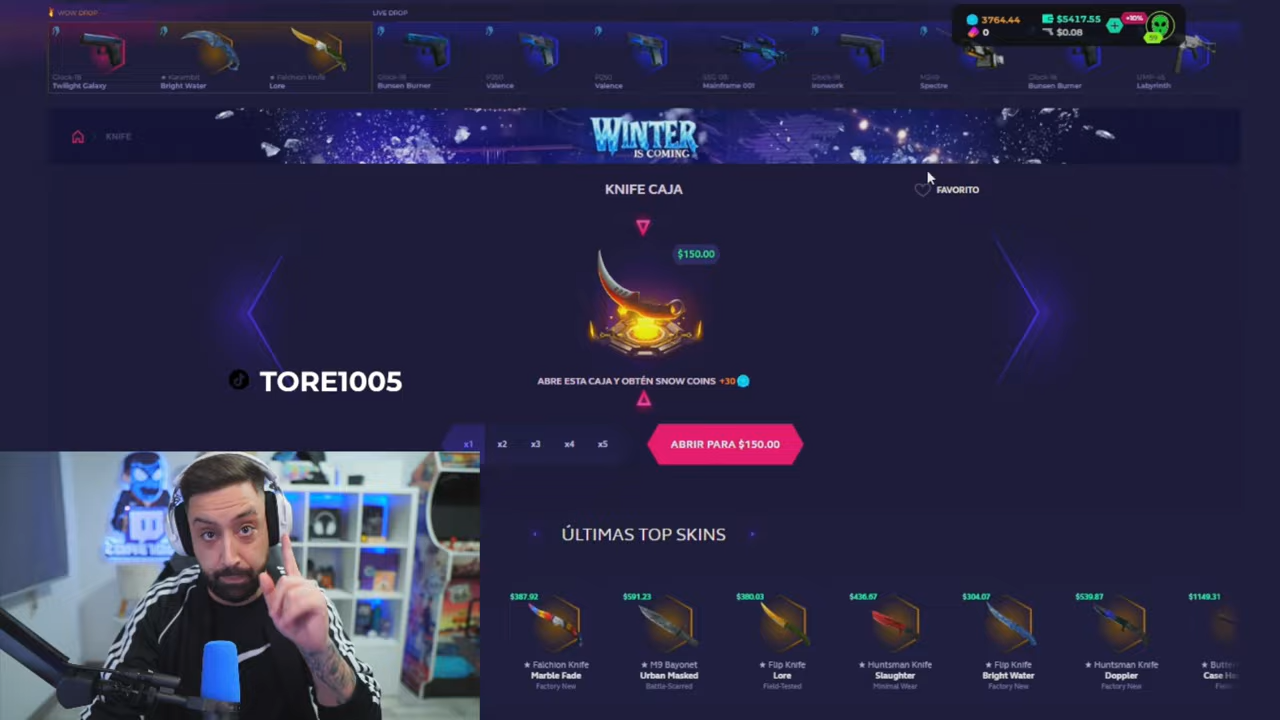 WOW DROP
LIVE DROP
Glock-18
Twilight Galaxy
★ Karambit
Bright Water
★ Falchion Knife
Lore
Glock-18
Bunsen Burner
P250
Valence
P250
Valence
SSG 08
Mainframe 001
Glock-18
Ironwork
M249
Spectre
Glock-18
Bunsen Burner
UMP-45
Labyrinth
3764.44
0
$5417.55
$0.08
+10%
KNIFE
WINTER
IS COMING
KNIFE CAJA
FAVORITO
$150.00
TORE1005
ABRE ESTA CAJA Y OBTÉN SNOW COINS +30
x1 x2 x3 x4 x5
ABRIR PARA $150.00
ÚLTIMAS TOP SKINS
$387.92
★ Falchion Knife
Marble Fade
Factory New
$591.23
★ M9 Bayonet
Urban Masked
Battle-Scarred
$380.03
★ Flip Knife
Lore
Field-Tested
$436.67
★ Huntsman Knife
Slaughter
Minimal Wear
$304.07
★ Flip Knife
Bright Water
Factory New
$539.87
★ Huntsman Knife
Doppler
Factory New
$1149.31